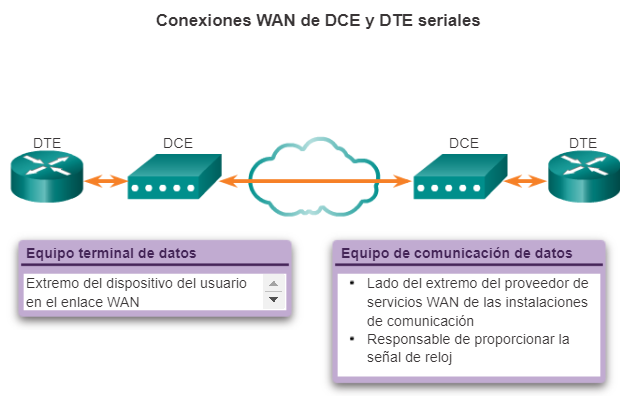 Conexiones WAN de DCE y DTE seriales
DTE
DCE
DCE
DTE
Equipo terminal de datos
Extremo del dispositivo del usuario
en el enlace WAN
Equipo de comunicación de datos
• Lado del extremo del proveedor de
servicios WAN de las instalaciones
de comunicación
• Responsable de proporcionar la
señal de reloj